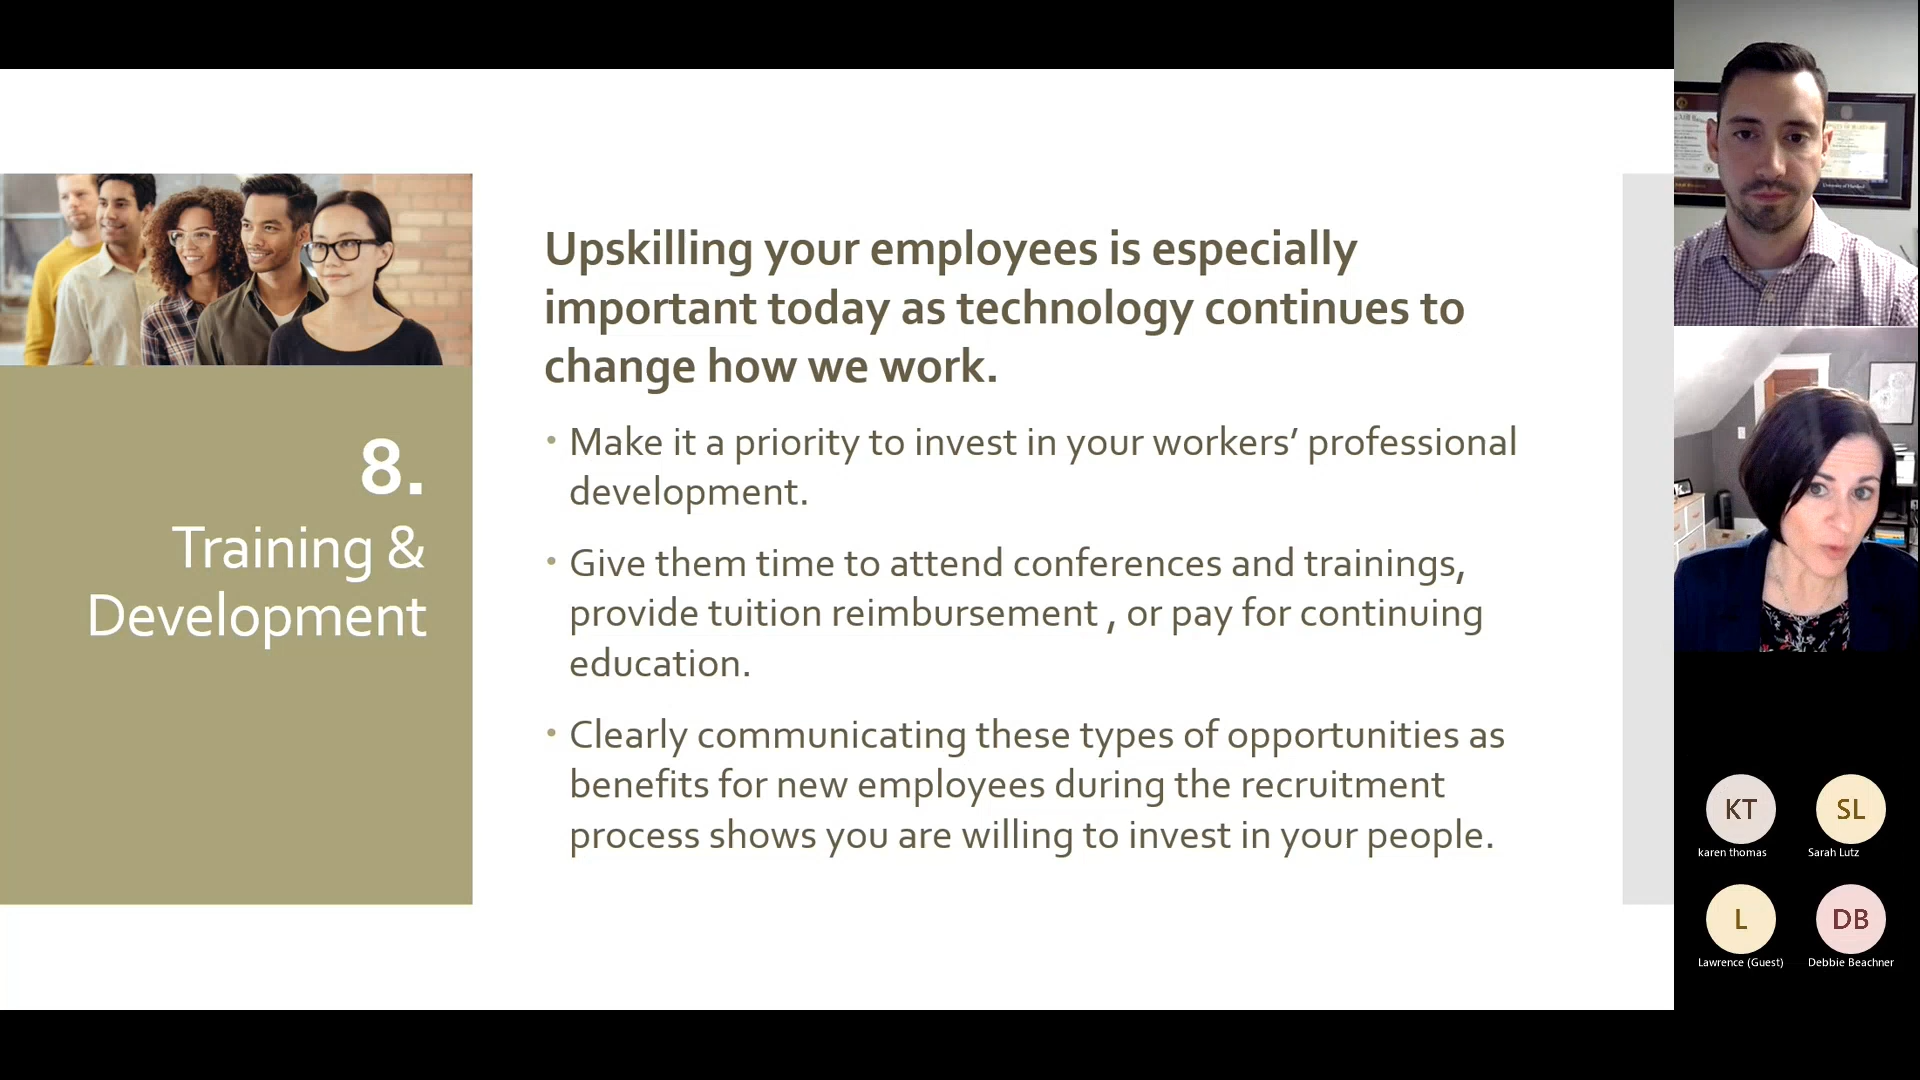 8.
Training &
Development
Upskilling your employees is especially
important today as technology continues to
change how we work.
• Make it a priority to invest in your workers’ professional
development.
• Give them time to attend conferences and trainings,
provide tuition reimbursement , or pay for continuing
education.
• Clearly communicating these types of opportunities as
benefits for new employees during the recruitment
process shows you are willing to invest in your people.
KT
karen thomas
SL
Sarah Lutz
L
Lawrence (Guest)
DB
Debbie Beachner